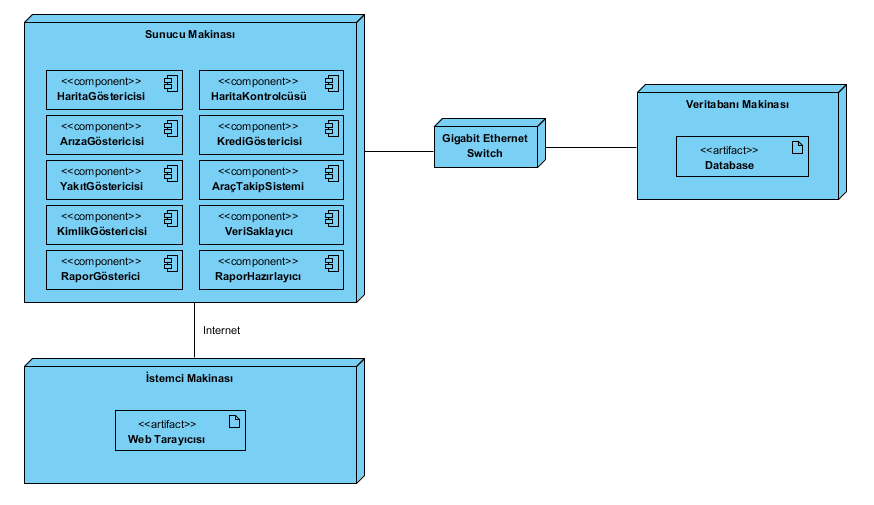 Sunucu Makinası
<<component>>
HaritaGöstericisi
<<component>>
HaritaKontrolcüsü
<<component>>
ArızaGöstericisi
<<component>>
KrediGöstericisi
<<component>>
YakıtGöstericisi
<<component>>
AraçTakipSistemi
<<component>>
KimlikGöstericisi
<<component>>
VeriSaklayıcı
<<component>>
RaporGösterici
<<component>>
RaporHazırlayıcı
Gigabit Ethernet
Switch
Veritabanı Makinası
<<artifact>>
Database
Internet
İstemci Makinası
<<artifact>>
Web Tarayıcısı